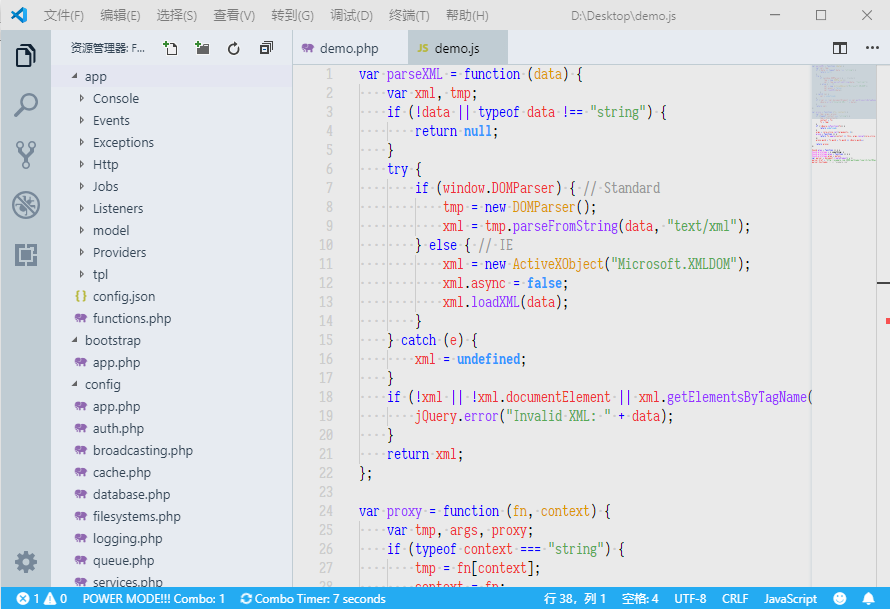 文件(F) 编辑(E) 选择(S) 查看(V) 转到(G) 调试(D) 终端(T) 帮助(H) D:\Desktop\demo.js
资源管理器: F...
app
Console
Events
Exceptions
Http
Jobs
Listeners
model
Providers
tpl
{} config.json
functions.php
bootstrap
app.php
config
app.php
auth.php
broadcasting.php
cache.php
database.php
filesystems.php
logging.php
queue.php
services.php
demo.php JS demo.js
1 var parseXML = function (data) {
2 var xml, tmp;
3 if (!data || typeof data !== "string") {
4 return null;
5 }
6 try {
7 if (window.DOMParser) { // Standard
8 tmp = new DOMParser();
9 xml = tmp.parseFromString(data, "text/xml");
10 } else { // IE
11 xml = new ActiveXObject("Microsoft.XMLDOM");
12 xml.async = false;
13 xml.loadXML(data);
14 }
15 } catch (e) {
16 xml = undefined;
17 }
18 if (!xml || !xml.documentElement || xml.getElementsByTagName(
19 jQuery.error("Invalid XML: " + data);
20 }
21 return xml;
22 };
23
24 var proxy = function (fn, context) {
25 var tmp, args, proxy;
26 if (typeof context === "string") {
27 tmp = fn[context];
28 context = fn;
1 0 POWER MODE!!! Combo: 1 Combo Timer: 7 seconds 行 38，列 1 空格: 4 UTF-8 CRLF JavaScript